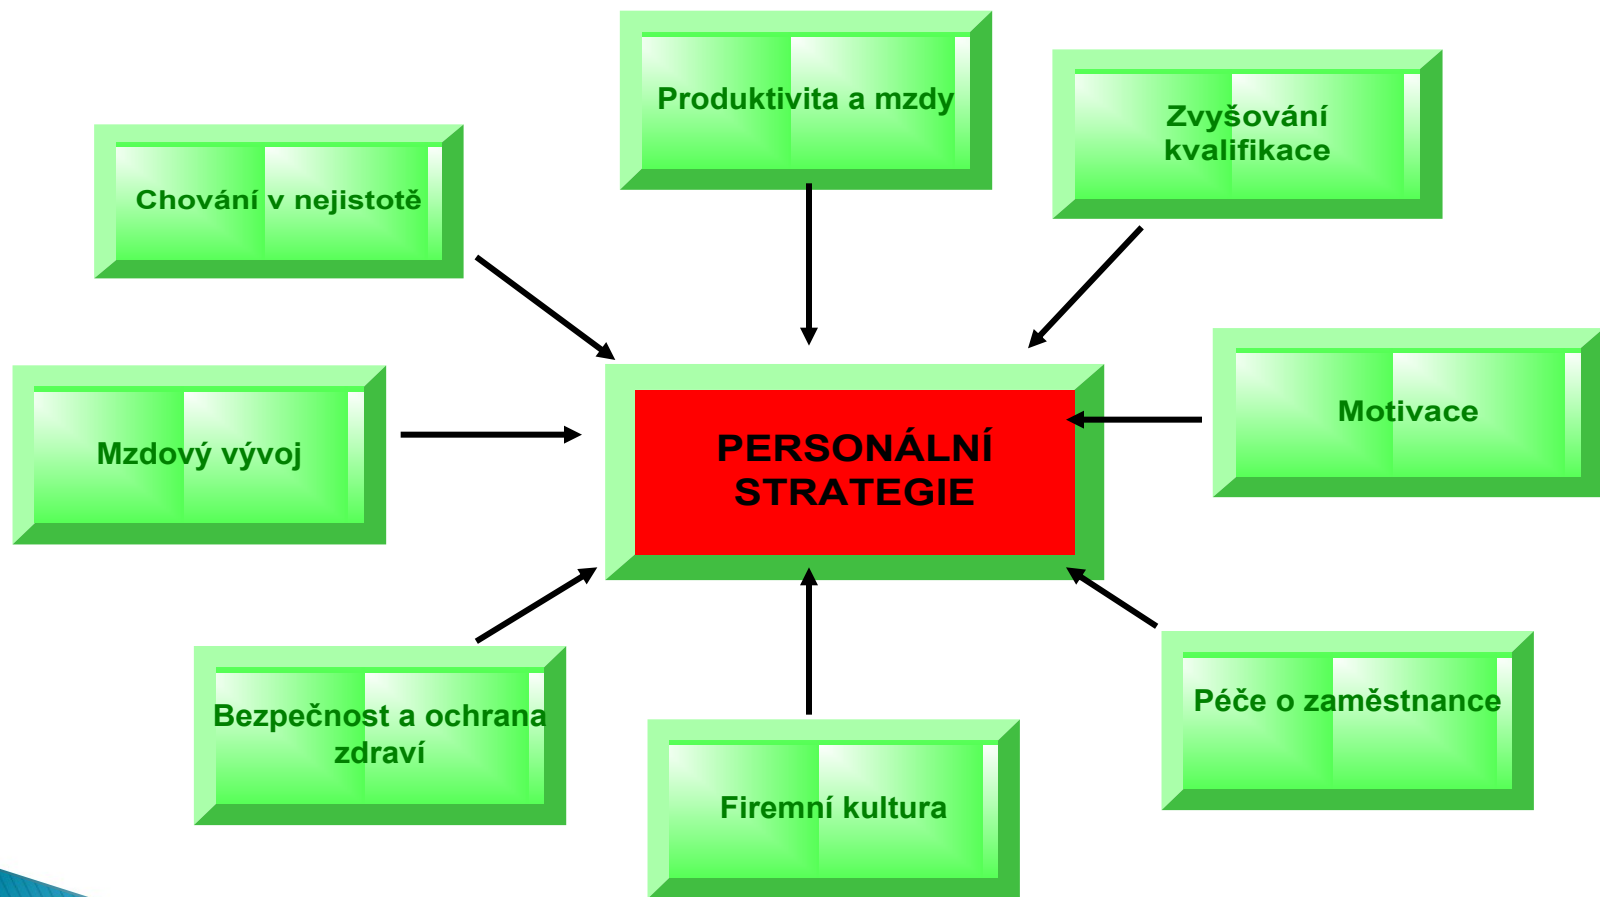 Produktivita a mzdy
Zvyšování
kvalifikace
Chování v nejistotě
Motivace
Mzdový vývoj
PERSONÁLNÍ
STRATEGIE
Péče o zaměstnance
Bezpečnost a ochrana
zdraví
Firemní kultura